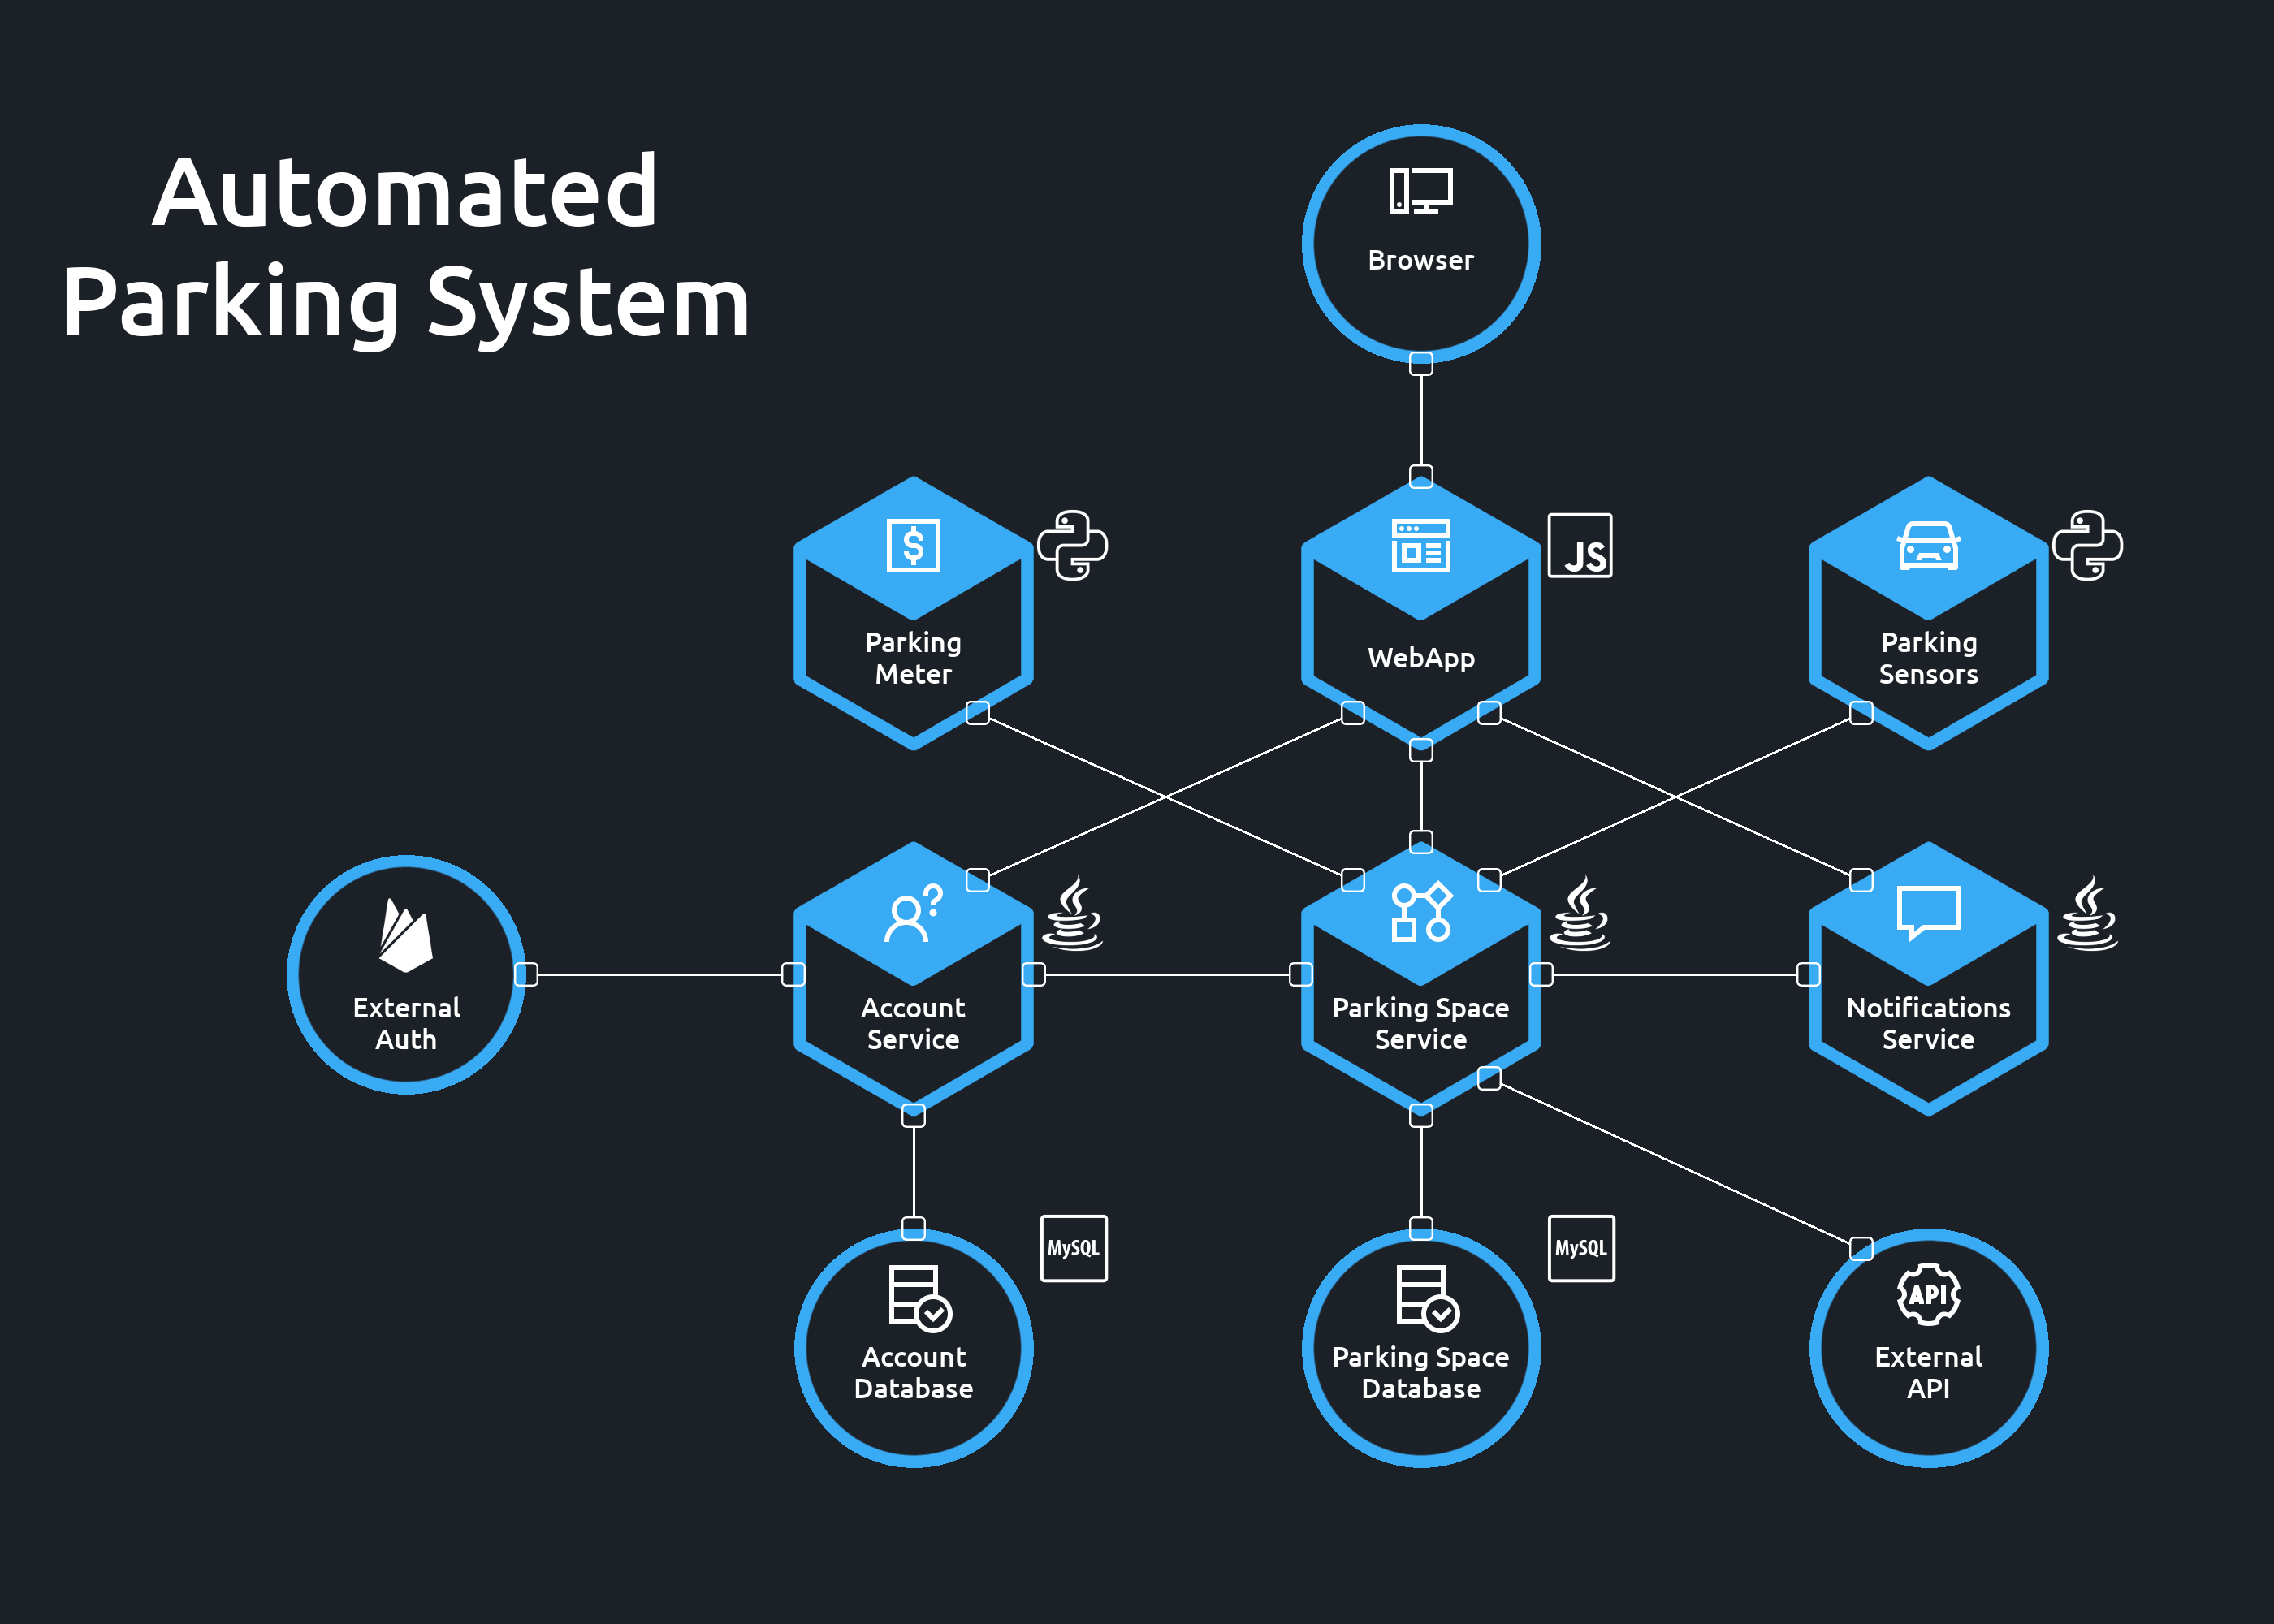 Automated
Parking System
Browser
Parking
Meter
WebApp
JS
Parking
Sensors
External
Auth
Account
Service
Parking Space
Service
Notifications
Service
MySQL
MySQL
Account
Database
Parking Space
Database
API
External
API